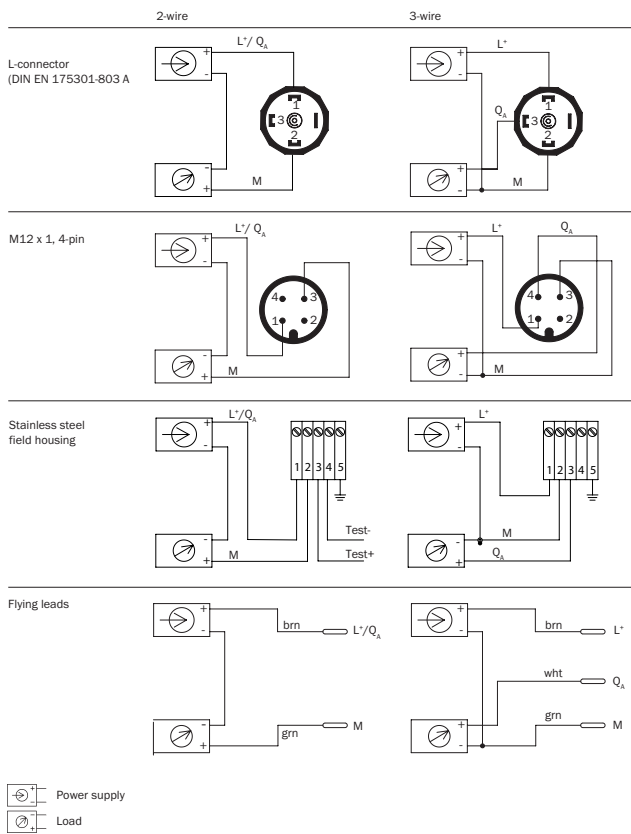 2-wire 3-wire
L-connector
(DIN EN 175301-803 A
+ L⁺/ Q_A
-
1
3
2
-
+ M
+ L⁺
-
1
Q_A 3
2
+
- M
M12 x 1, 4-pin
+ L⁺/ Q_A
-
4 3
1 2
-
+ M
+ L⁺ Q_A
-
4 3
1 2
+
- M
Stainless steel
field housing
+ L⁺/Q_A
-
1 2 3 4 5
Test-
- Test+
+ M
+ L⁺
-
1 2 3 4 5
- M
+ Q_A
Flying leads
+ brn L⁺/Q_A
-
- M
+ grn
+ brn L⁺
-
wht Q_A
+ grn M
-
+
- Power supply
-
+ Load